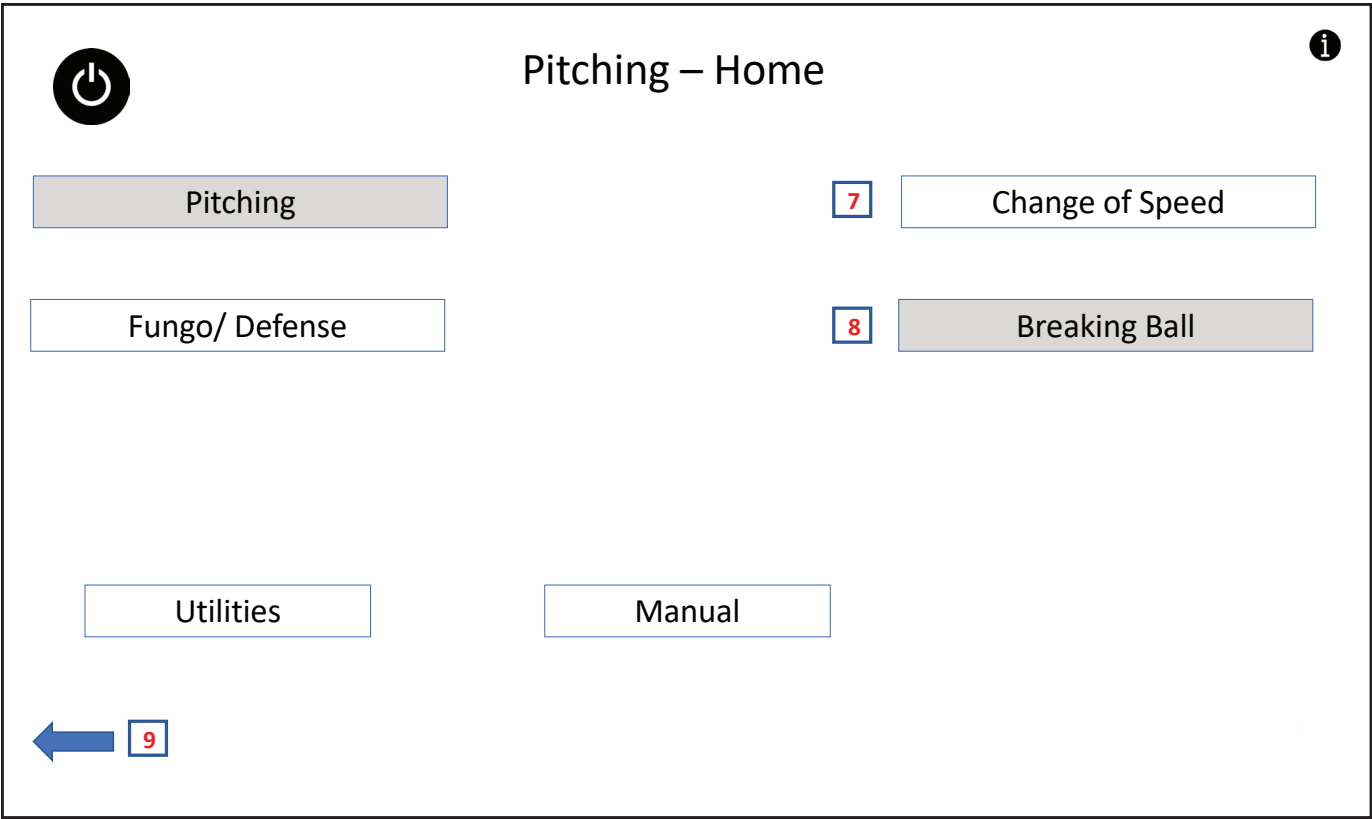 Pitching – Home
Pitching
7
Change of Speed
Fungo/ Defense
8
Breaking Ball
Utilities
Manual
9